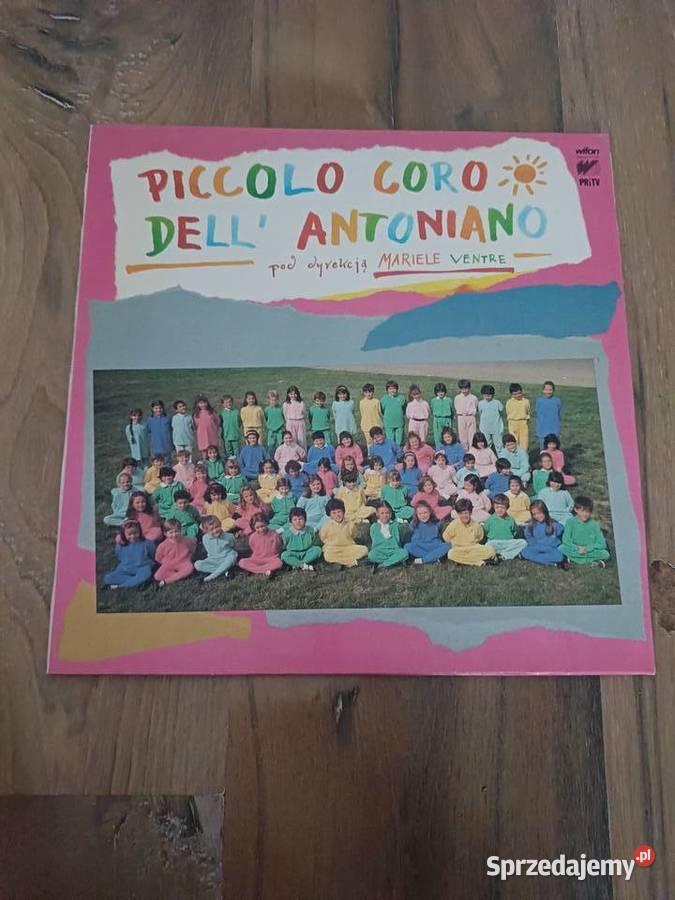 PICCOLO CORO
DELL' ANTONIANO
pod dyrekcją MARIELE VENTRE
wifon
PRiTV
Sprzedajemy.pl